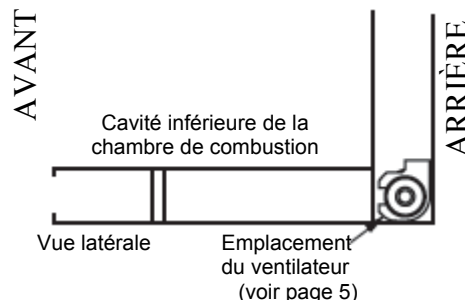 AVANT
ARRIÈRE
Cavité inférieure de la
chambre de combustion
Vue latérale
Emplacement
du ventilateur
(voir page 5)